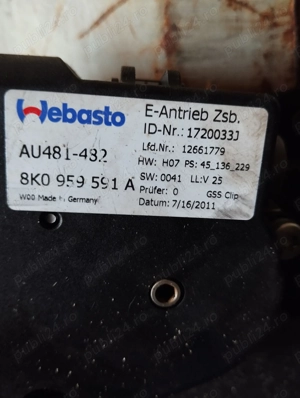 Webasto
E-Antrieb Zsb.
ID-Nr.: 1720033J
Lfd.Nr.: 12661779
AU481-482
HW: H07 PS: 45_136_229
8K0 959 591 A
SW: 0041 LL:V 25
Prüfer: 0 GSS Clip
W00 Made in Germany
Datum: 7/16/2011